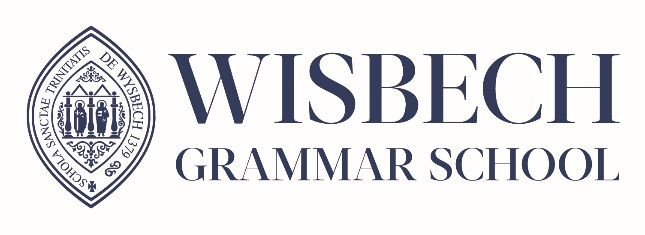 WISBECH
GRAMMAR SCHOOL
SCHOLA SANCTAE TRINITATIS DE WYSBECH 1379